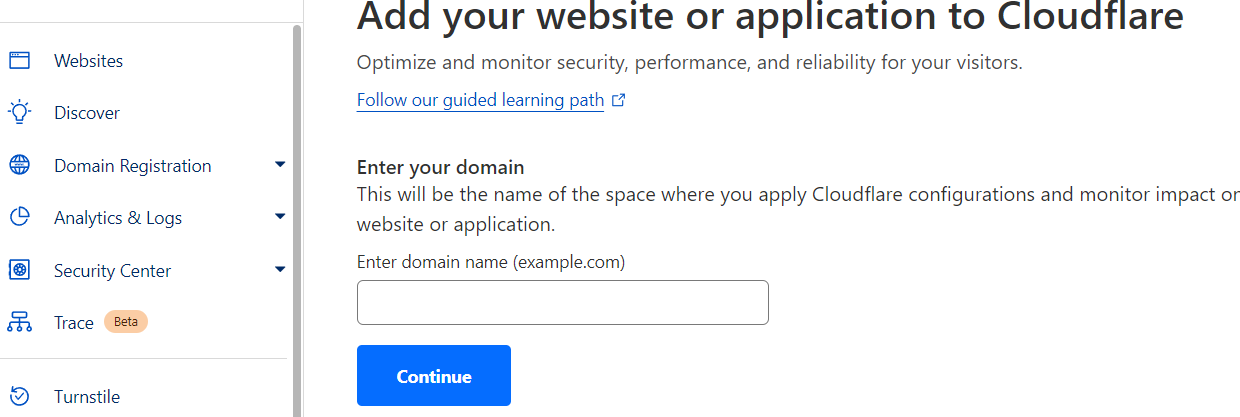 Websites
Discover
Domain Registration
Analytics & Logs
Security Center
Trace Beta
Turnstile
Add your website or application to Cloudflare
Optimize and monitor security, performance, and reliability for your visitors.
Follow our guided learning path
Enter your domain
This will be the name of the space where you apply Cloudflare configurations and monitor impact on
website or application.
Enter domain name (example.com)
Continue